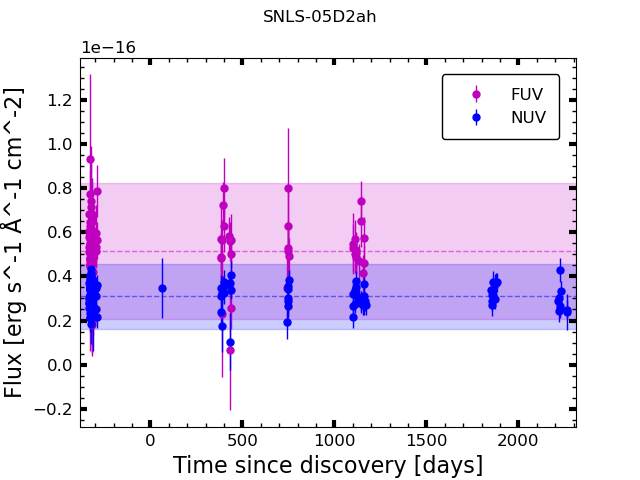 SNLS-05D2ah
1e−16
FUV
NUV
1.2
1.0
0.8
0.6
0.4
0.2
0.0
−0.2
Flux [erg s^-1 Å^-1 cm^-2]
0 500 1000 1500 2000
Time since discovery [days]